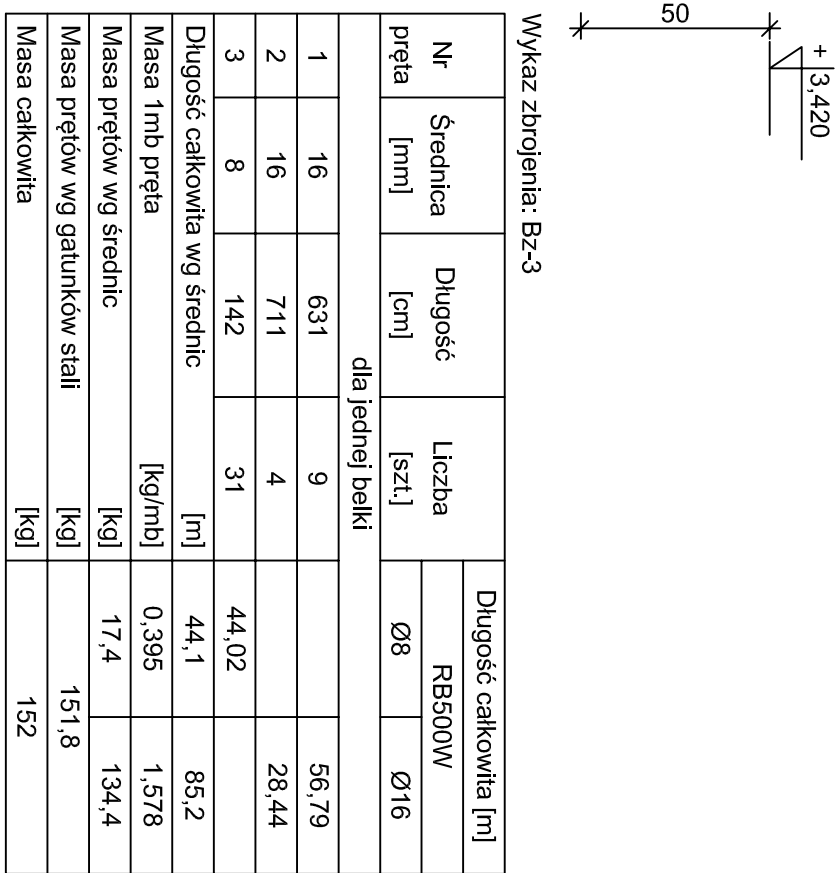 + 3,420
50
Wykaz zbrojenia: Bz-3
Nr pręta Średnica [mm] Długość [cm] Liczba [szt.] Długość całkowita [m]
RB500W
Ø8 Ø16
dla jednej belki
1 16 631 9 56,79
2 16 711 4 28,44
3 8 142 31 44,02
Długość całkowita wg średnic [m] 44,1 85,2
Masa 1mb pręta [kg/mb] 0,395 1,578
Masa prętów wg średnic [kg] 17,4 134,4
Masa prętów wg gatunków stali [kg] 151,8
Masa całkowita [kg] 152